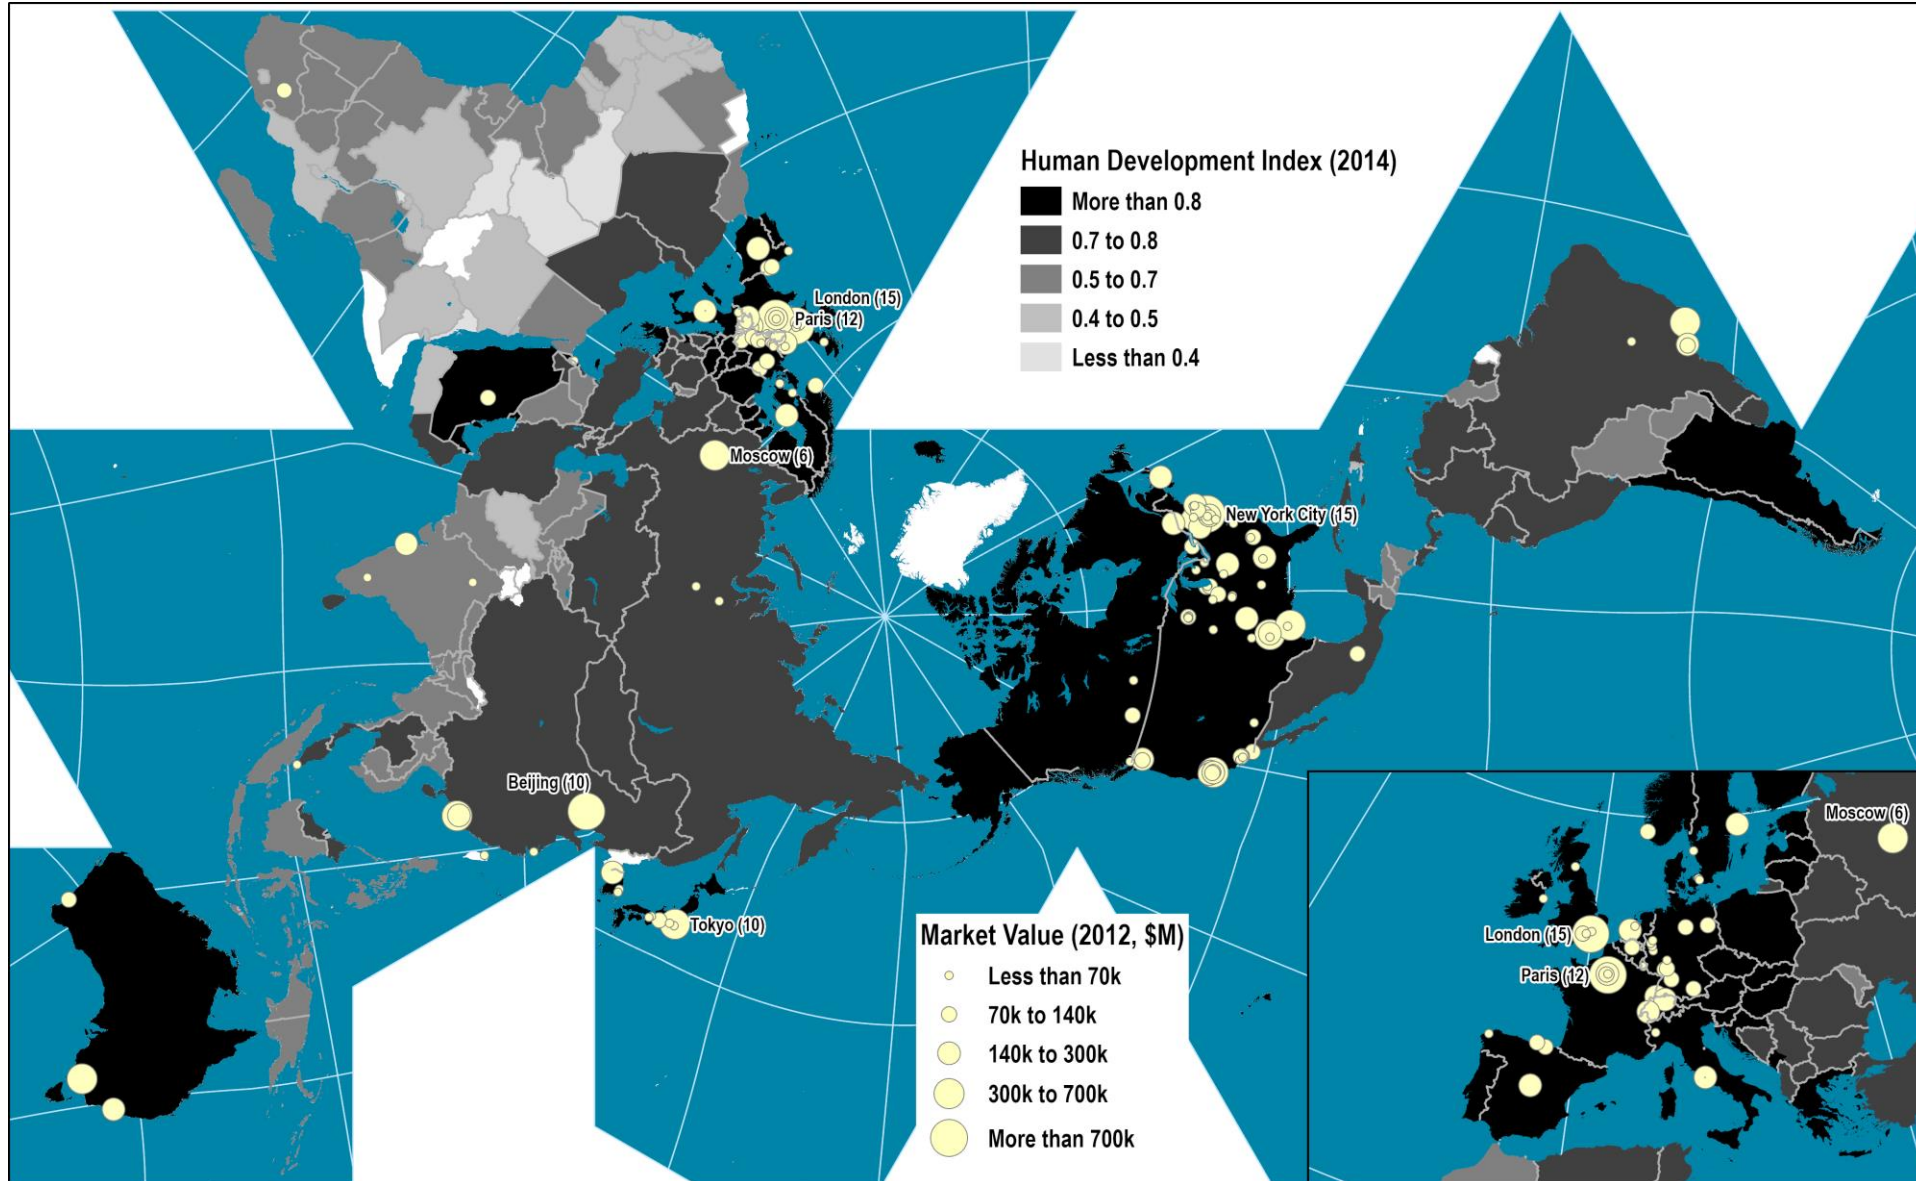 Human Development Index (2014)
More than 0.8
0.7 to 0.8
0.5 to 0.7
0.4 to 0.5
Less than 0.4
London (15)
Paris (12)
Moscow (6)
New York City (15)
Beijing (10)
Tokyo (10)
Market Value (2012, $M)
Less than 70k
70k to 140k
140k to 300k
300k to 700k
More than 700k
Moscow (6)
London (15)
Paris (12)